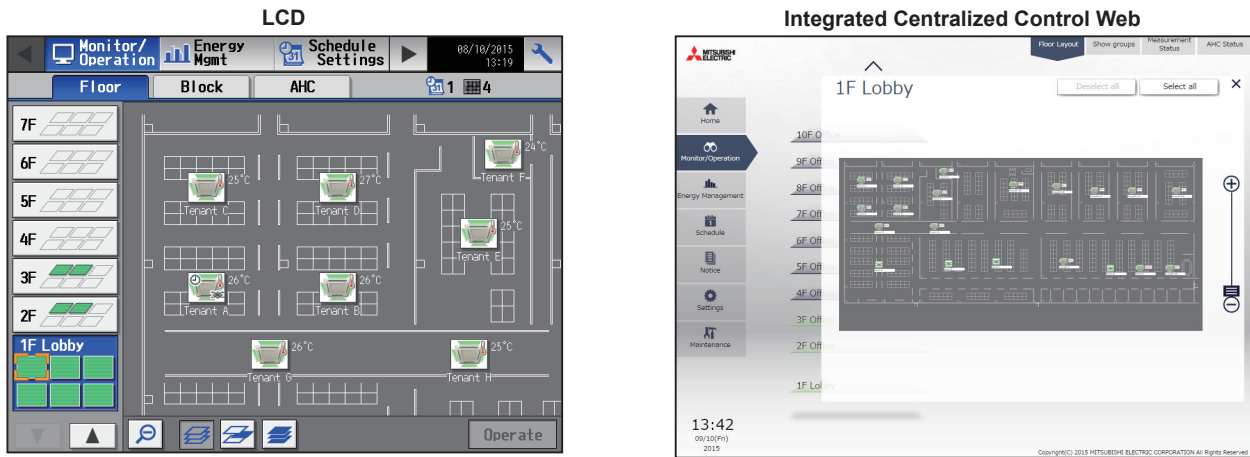 LCD
Monitor/
Operation
Energy
Mgmt
31
Schedule
Settings
08/10/2015
13:19
Floor
Block
AHC
31 1
4
7F
6F
5F
4F
3F
2F
1F Lobby
24°C
Tenant F
25°C
Tenant C
27°C
Tenant D
25°C
Tenant E
26°C
Tenant A
26°C
Tenant B
26°C
Tenant G
25°C
Tenant H
Operate
Integrated Centralized Control Web
MITSUBISHI
ELECTRIC
Floor Layout
Show groups
Measurement
Status
AHC Status
1F Lobby
Deselect all
Select all
Home
Monitor/Operation
Energy Management
Schedule
Notice
Settings
Maintenance
10F Office
9F Office
8F Office
7F Office
6F Office
5F Office
4F Office
3F Office
2F Office
1F Lobby
13:42
09/10(Fri)
2015
Copyright(C) 2015 MITSUBISHI ELECTRIC CORPORATION All Rights Reserved